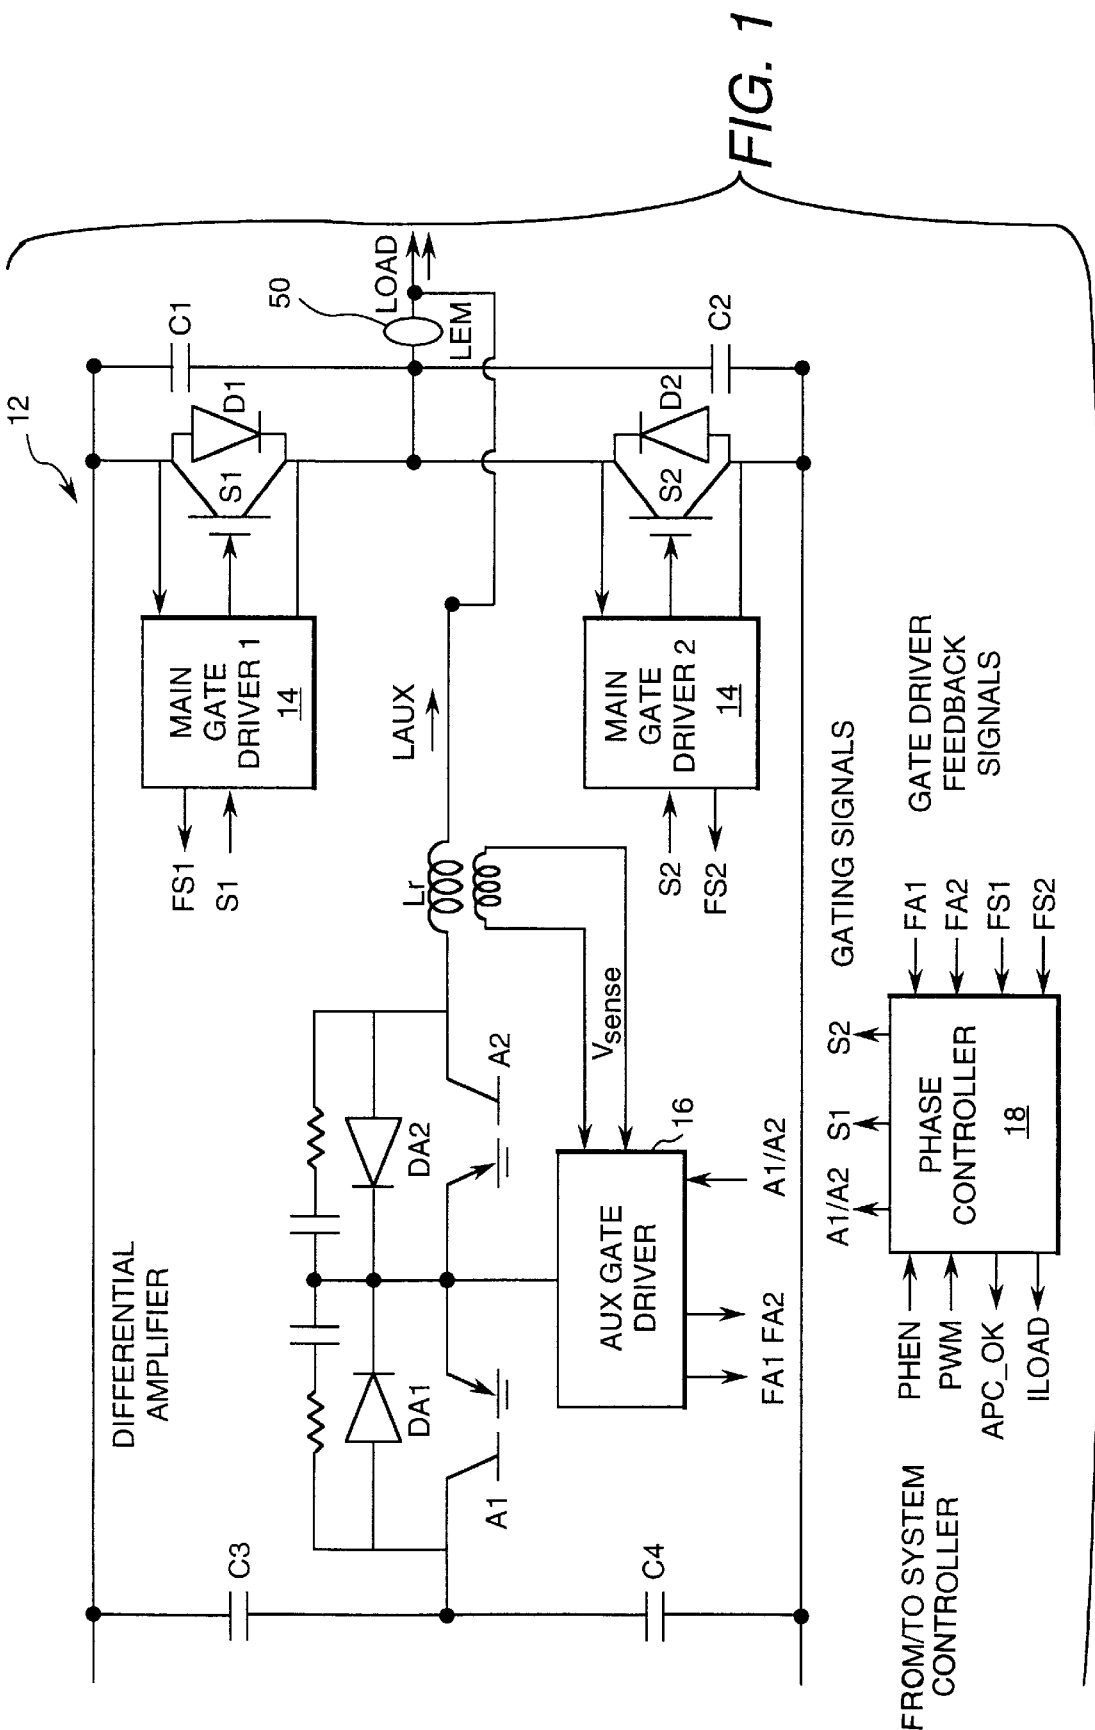 FIG. 1
12
DIFFERENTIAL
AMPLIFIER
C3
C4
DA1
DA2
A1
A2
AUX GATE
DRIVER
16
FA1 FA2
A1/A2
Vsense
Lr
LAUX
FS1
S1
MAIN
GATE
DRIVER 1
14
S1
D1
C1
50
LOAD
LEM
S2
FS2
MAIN
GATE
DRIVER 2
14
S2
D2
C2
FROM/TO SYSTEM
CONTROLLER
PHEN
PWM
APC_OK
ILOAD
A1/A2
S1
S2
GATING SIGNALS
PHASE
CONTROLLER
18
FA1
FA2
FS1
FS2
GATE DRIVER
FEEDBACK
SIGNALS